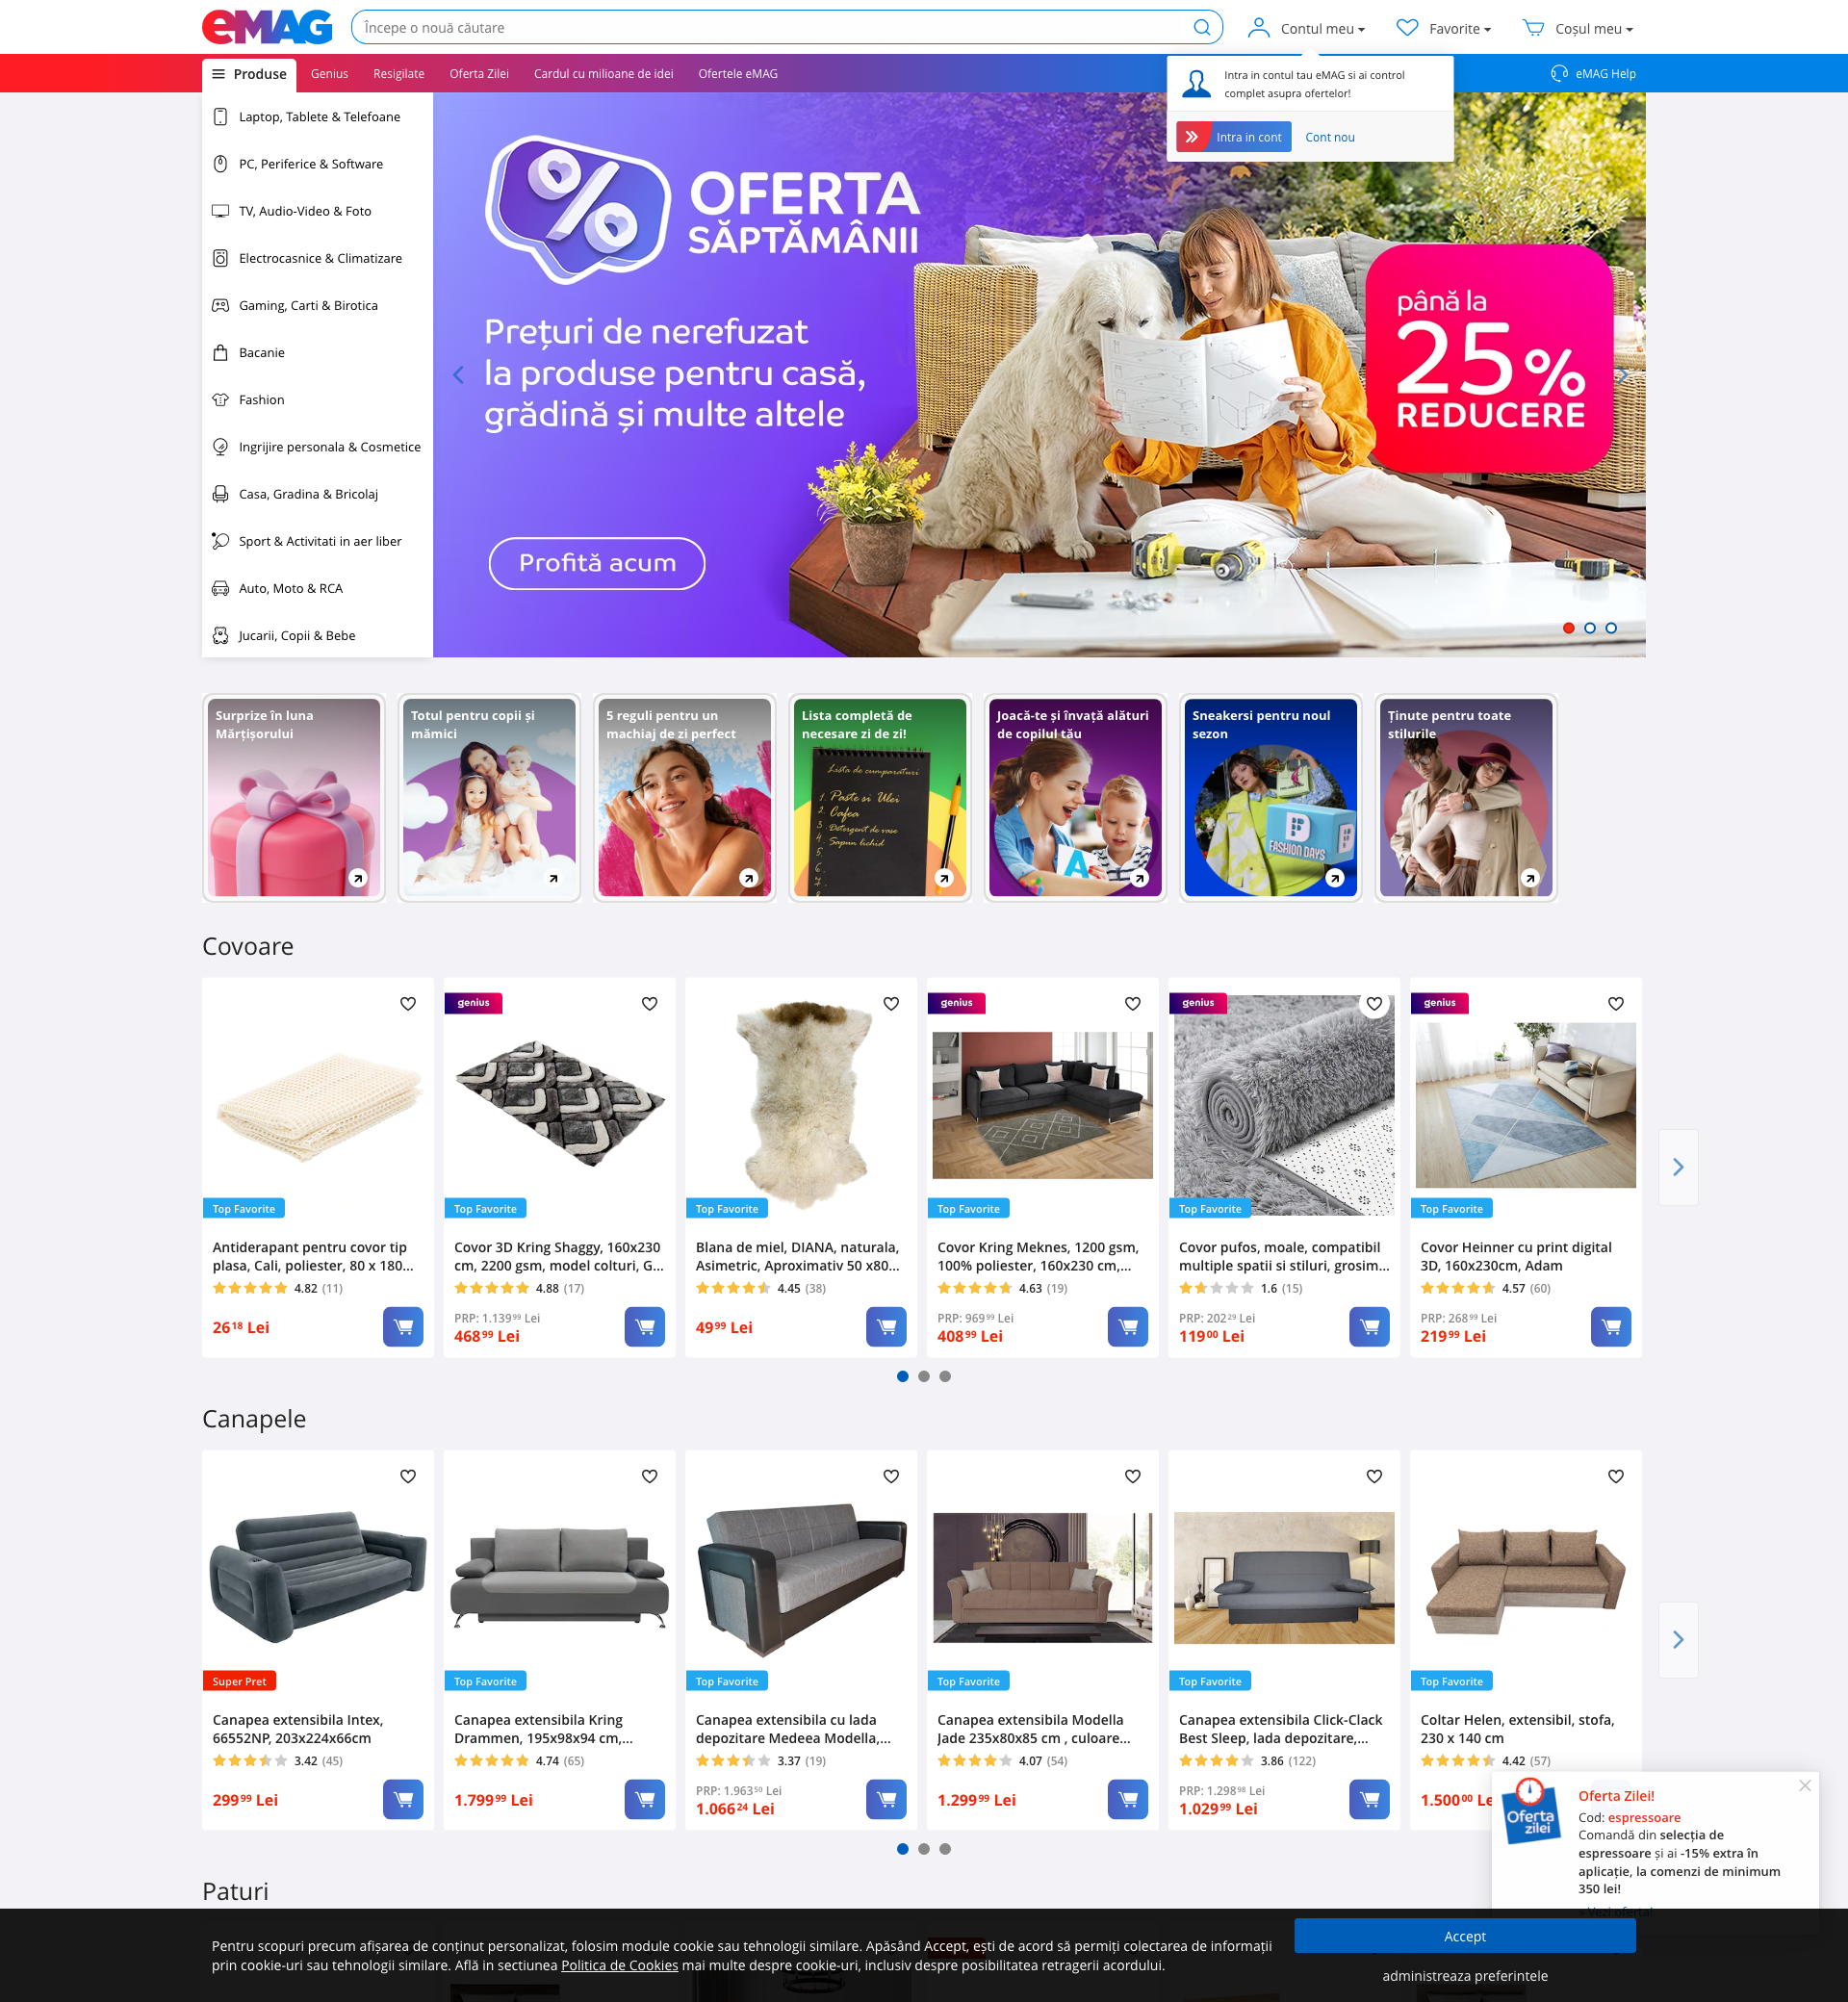 eMAG
Începe o nouă căutare
Contul meu
Favorite
Coșul meu
Produse
Genius
Resigilate
Oferta Zilei
Cardul cu milioane de idei
Ofertele eMAG
eMAG Help
Intra in contul tau eMAG si ai control
complet asupra ofertelor!
Intra in cont
Cont nou
Laptop, Tablete & Telefoane
PC, Periferice & Software
TV, Audio-Video & Foto
Electrocasnice & Climatizare
Gaming, Carti & Birotica
Bacanie
Fashion
Ingrijire personala & Cosmetice
Casa, Gradina & Bricolaj
Sport & Activitati in aer liber
Auto, Moto & RCA
Jucarii, Copii & Bebe
%
OFERTA
SĂPTĂMÂNII
Prețuri de nerefuzat
la produse pentru casă,
grădină și multe altele
Profită acum
până la
25%
REDUCERE
Surprize în luna
Mărțișorului
Totul pentru copii și
mămici
5 reguli pentru un
machiaj de zi perfect
Lista completă de
necesare zi de zi!
Lista de cumparaturi
1. Paste si Ulei
2. Cafea
3. Detergent de vase
4. Sapun lichid
5.
6.
7.
Joacă-te și învață alături
de copilul tău
A
Sneakersi pentru noul
sezon
FASHION DAYS
Ținute pentru toate
stilurile
Covoare
Top Favorite
Antiderapant pentru covor tip
plasa, Cali, poliester, 80 x 180...
4.82 (11)
2618 Lei
genius
Top Favorite
Covor 3D Kring Shaggy, 160x230
cm, 2200 gsm, model colturi, G...
4.88 (17)
PRP: 1.13999 Lei
46899 Lei
Top Favorite
Blana de miel, DIANA, naturala,
Asimetric, Aproximativ 50 x80...
4.45 (38)
4999 Lei
genius
Top Favorite
Covor Kring Meknes, 1200 gsm,
100% poliester, 160x230 cm,...
4.63 (19)
PRP: 96999 Lei
40899 Lei
genius
Top Favorite
Covor pufos, moale, compatibil
multiple spatii si stiluri, grosim...
1.6 (15)
PRP: 20229 Lei
11900 Lei
genius
Top Favorite
Covor Heinner cu print digital
3D, 160x230cm, Adam
4.57 (60)
PRP: 26899 Lei
21999 Lei
Canapele
Super Pret
Canapea extensibila Intex,
66552NP, 203x224x66cm
3.42 (45)
29999 Lei
Top Favorite
Canapea extensibila Kring
Drammen, 195x98x94 cm,...
4.74 (65)
1.79999 Lei
Top Favorite
Canapea extensibila cu lada
depozitare Medeea Modella,...
3.37 (19)
PRP: 1.96350 Lei
1.06624 Lei
Top Favorite
Canapea extensibila Modella
Jade 235x80x85 cm , culoare...
4.07 (54)
1.29999 Lei
Top Favorite
Canapea extensibila Click-Clack
Best Sleep, lada depozitare,...
3.86 (122)
PRP: 1.29898 Lei
1.02999 Lei
Top Favorite
Coltar Helen, extensibil, stofa,
230 x 140 cm
4.42 (57)
1.50000 Le
Oferta
zilei
Oferta Zilei!
Cod: espressoare
Comandă din selecția de
espressoare și ai -15% extra în
aplicație, la comenzi de minimum
350 lei!
Paturi
Pentru scopuri precum afișarea de conținut personalizat, folosim module cookie sau tehnologii similare. Apăsând Accept, ești de acord să permiți colectarea de informații
prin cookie-uri sau tehnologii similare. Află in sectiunea Politica de Cookies mai multe despre cookie-uri, inclusiv despre posibilitatea retragerii acordului.
Accept
administreaza preferintele